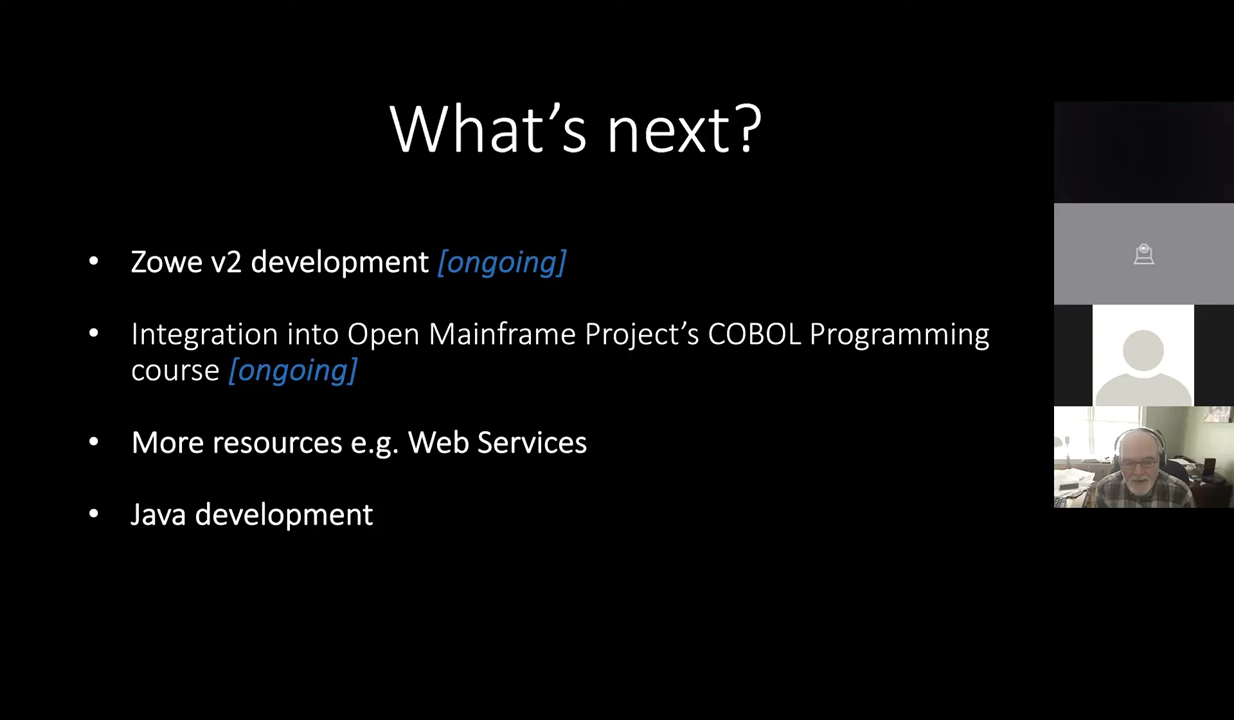 What's next?
• Zowe v2 development [ongoing]
• Integration into Open Mainframe Project's COBOL Programming
course [ongoing]
• More resources e.g. Web Services
• Java development